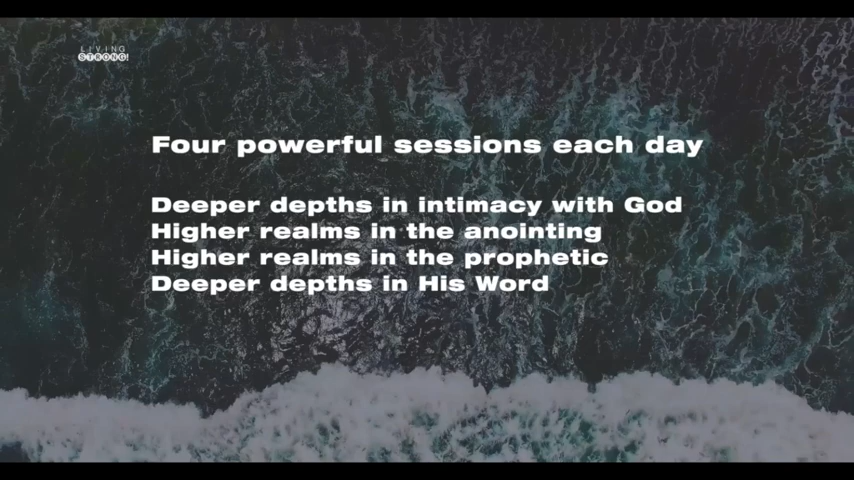 LIVING
STRONG!
Four powerful sessions each day
Deeper depths in intimacy with God
Higher realms in the anointing
Higher realms in the prophetic
Deeper depths in His Word